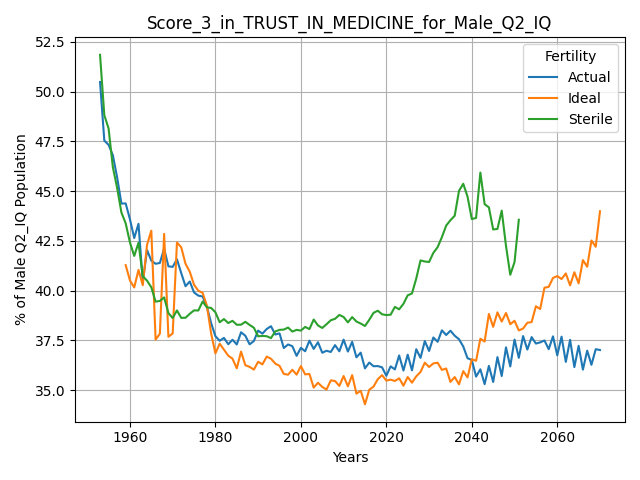 Score_3_in_TRUST_IN_MEDICINE_for_Male_Q2_IQ
Fertility
Actual
Ideal
Sterile
% of Male Q2_IQ Population
52.5
50.0
47.5
45.0
42.5
40.0
37.5
35.0
1960
1980
2000
2020
2040
2060
Years